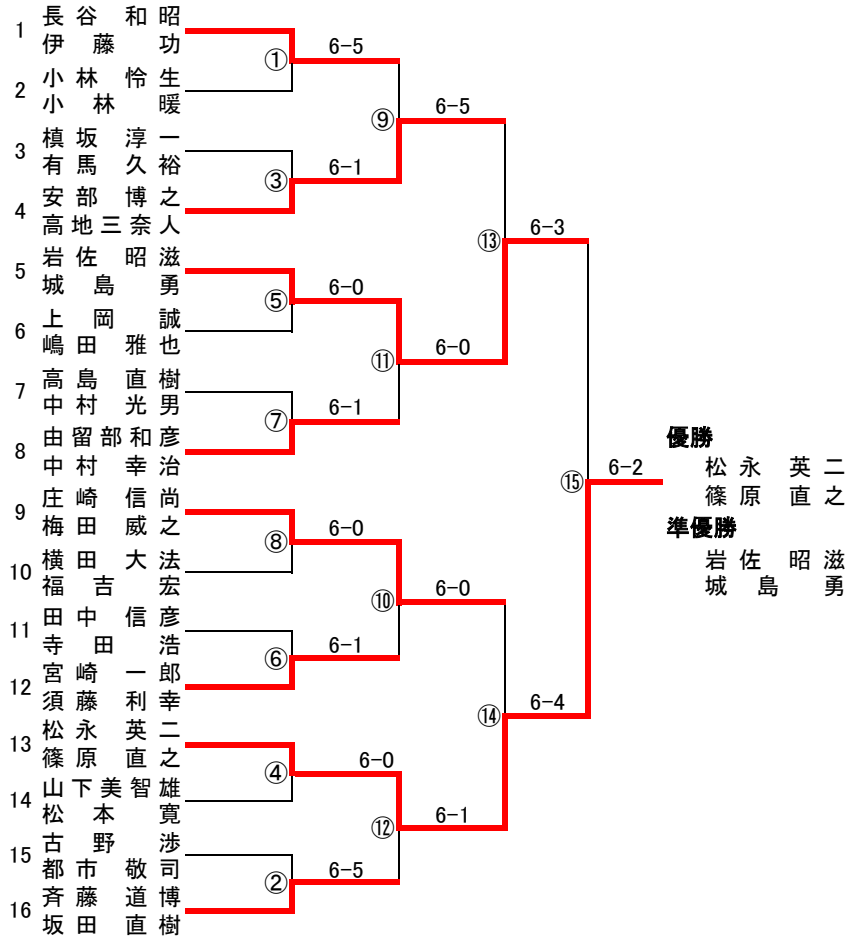 1 長谷 和昭
伊藤 功
① 6-5
2 小林 怜生
小林 暖
⑨ 6-5
3 槙坂 淳一
有馬 久裕
③ 6-1
4 安部 博之
高地三奈人
⑬ 6-3
5 岩佐 昭滋
城島 勇
⑤ 6-0
6 上岡 誠
嶋田 雅也
⑪ 6-0
7 高島 直樹
中村 光男
⑦ 6-1
8 由留部和彦
中村 幸治
⑮ 6-2
優勝
松永 英二
篠原 直之
準優勝
岩佐 昭滋
城島 勇
9 庄崎 信尚
梅田 威之
⑧ 6-0
10 横田 大法
福吉 宏
⑩ 6-0
11 田中 信彦
寺田 浩
⑥ 6-1
12 宮崎 一郎
須藤 利幸
⑭ 6-4
13 松永 英二
篠原 直之
④ 6-0
14 山下美智雄
松本 寛
⑫ 6-1
15 古野 渉
都市 敬司
② 6-5
16 斉藤 道博
坂田 直樹